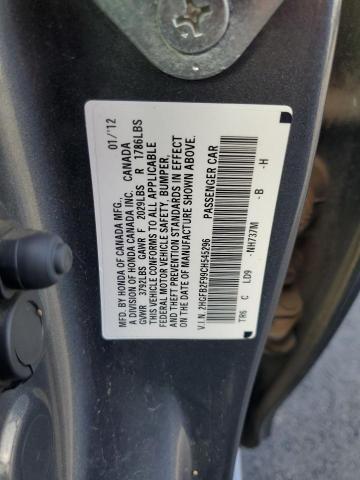 MFD. BY HONDA OF CANADA MFG. 01/'12
A DIVISION OF HONDA CANADA INC. CANADA
GVWR 3792LBS GAWR F 2029LBS R 1786LBS
THIS VEHICLE CONFORMS TO ALL APPLICABLE
FEDERAL MOTOR VEHICLE SAFETY, BUMPER,
AND THEFT PREVENTION STANDARDS IN EFFECT
ON THE DATE OF MANUFACTURE SHOWN ABOVE.
V.I.N. 2HGFB2F99CH545296 PASSENGER CAR
TR6 C LD9 -NH737M -B -H